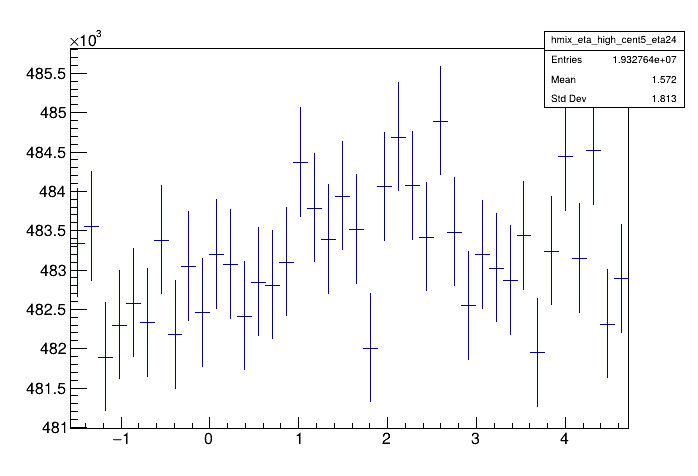 ×10³
hmix_eta_high_cent5_eta24
Entries 1.932764e+07
Mean 1.572
Std Dev 1.813
485.5
485
484.5
484
483.5
483
482.5
482
481.5
481
−1 0 1 2 3 4